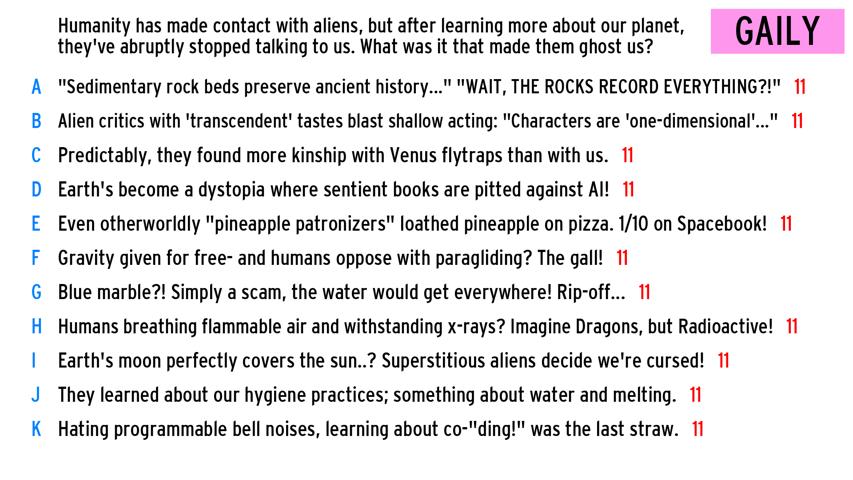 Humanity has made contact with aliens, but after learning more about our planet,
they've abruptly stopped talking to us. What was it that made them ghost us?
GAILY
A "Sedimentary rock beds preserve ancient history..." "WAIT, THE ROCKS RECORD EVERYTHING?!" 11
B Alien critics with 'transcendent' tastes blast shallow acting: "Characters are 'one-dimensional'..." 11
C Predictably, they found more kinship with Venus flytraps than with us. 11
D Earth's become a dystopia where sentient books are pitted against AI! 11
E Even otherworldly "pineapple patronizers" loathed pineapple on pizza. 1/10 on Spacebook! 11
F Gravity given for free- and humans oppose with paragliding? The gall! 11
G Blue marble?! Simply a scam, the water would get everywhere! Rip-off... 11
H Humans breathing flammable air and withstanding x-rays? Imagine Dragons, but Radioactive! 11
I Earth's moon perfectly covers the sun..? Superstitious aliens decide we're cursed! 11
J They learned about our hygiene practices; something about water and melting. 11
K Hating programmable bell noises, learning about co-"ding!" was the last straw. 11